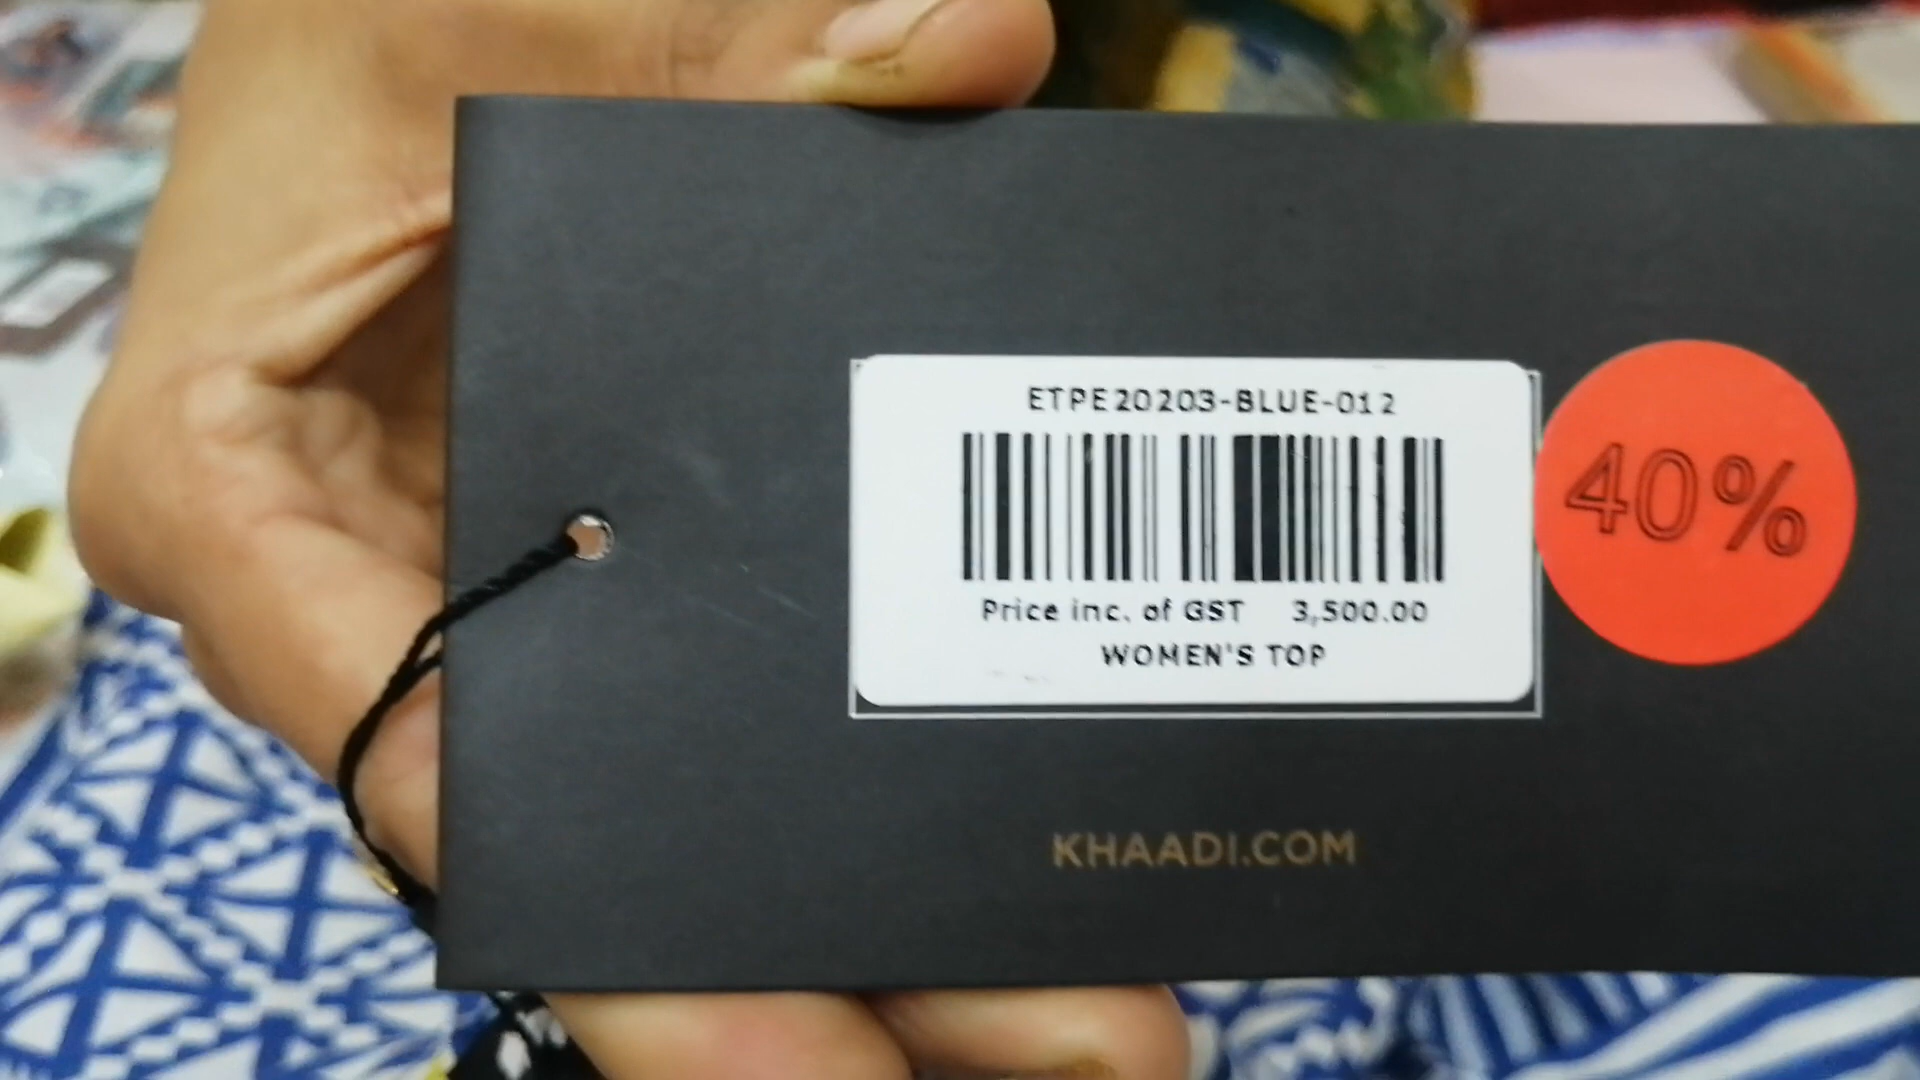 ETPE20203-BLUE-012
Price inc. of GST 3,500.00
WOMEN'S TOP
40%
KHAADI.COM